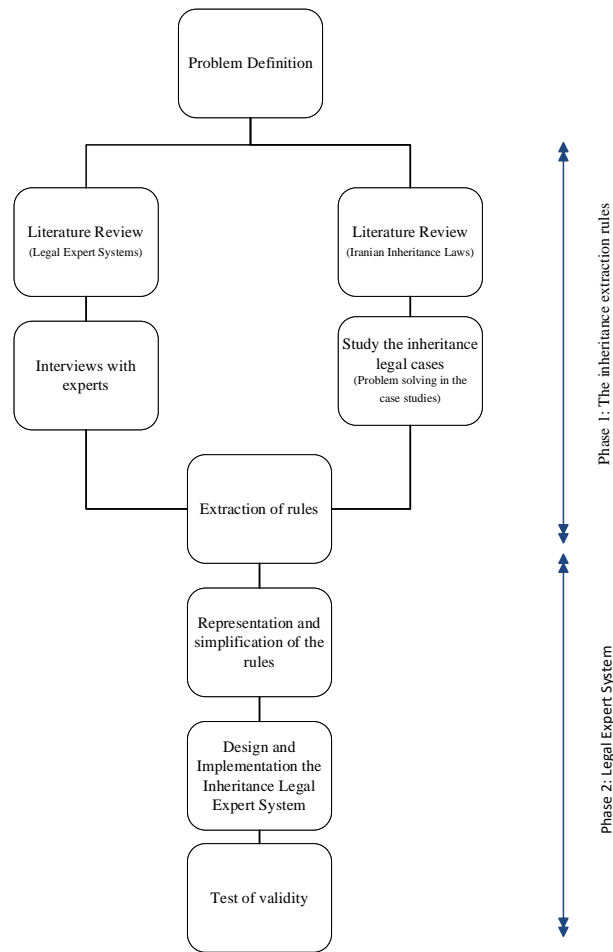 Problem Definition
Literature Review
(Legal Expert Systems)
Literature Review
(Iranian Inheritance Laws)
Interviews with
experts
Study the inheritance
legal cases
(Problem solving in the
case studies)
Extraction of rules
Representation and
simplification of the
rules
Design and
Implementation the
Inheritance Legal
Expert System
Test of validity
Phase 1: The inheritance extraction rules
Phase 2: Legal Expert System